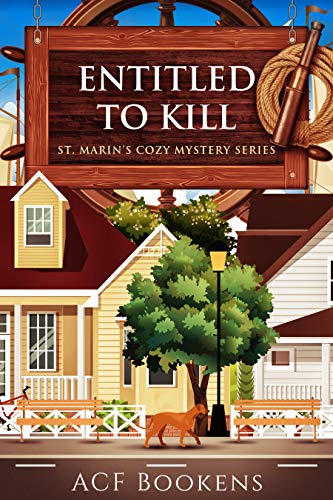 ENTITLED
TO KILL
ST. MARIN'S COZY MYSTERY SERIES
ACF BOOKENS